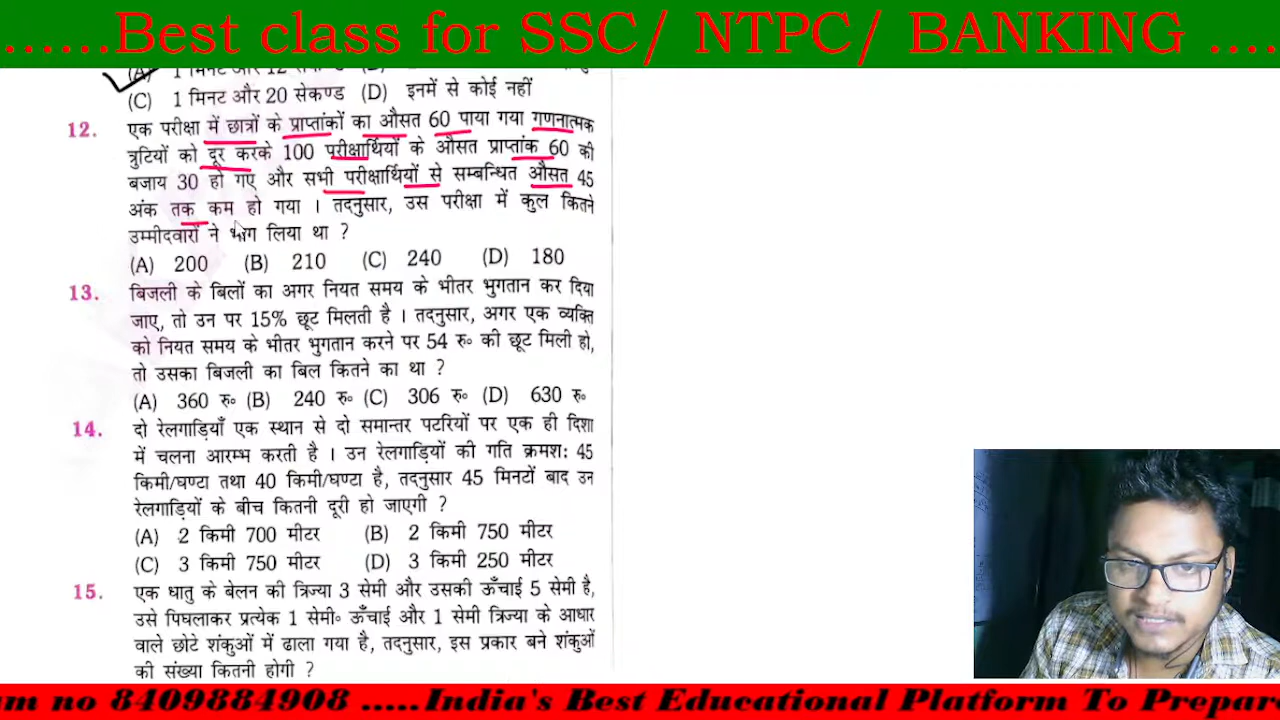 ......Best class for SSC/ NTPC/ BANKING ....
(A) 1 मिनट और 12
(C) 1 मिनट और 20 सेकण्ड (D) इनमें से कोई नहीं
12. एक परीक्षा में छात्रों के प्राप्तांकों का औसत 60 पाया गया गणनात्मक
त्रुटियों को दूर करके 100 परीक्षार्थियों के औसत प्राप्तांक 60 की
बजाय 30 हो गए और सभी परीक्षार्थियों से सम्बन्धित औसत 45
अंक तक कम हो गया । तदनुसार, उस परीक्षा में कुल कितने
उम्मीदवारों ने भाग लिया था ?
(A) 200 (B) 210 (C) 240 (D) 180
13. बिजली के बिलों का अगर नियत समय के भीतर भुगतान कर दिया
जाए, तो उन पर 15% छूट मिलती है । तदनुसार, अगर एक व्यक्ति
को नियत समय के भीतर भुगतान करने पर 54 रु॰ की छूट मिली हो,
तो उसका बिजली का बिल कितने का था ?
(A) 360 रु॰ (B) 240 रु॰ (C) 306 रु॰ (D) 630 रु॰
14. दो रेलगाड़ियाँ एक स्थान से दो समान्तर पटरियों पर एक ही दिशा
में चलना आरम्भ करती है । उन रेलगाड़ियों की गति क्रमश: 45
किमी/घण्टा तथा 40 किमी/घण्टा है, तदनुसार 45 मिनटों बाद उन
रेलगाड़ियों के बीच कितनी दूरी हो जाएगी ?
(A) 2 किमी 700 मीटर (B) 2 किमी 750 मीटर
(C) 3 किमी 750 मीटर (D) 3 किमी 250 मीटर
15. एक धातु के बेलन की त्रिज्या 3 सेमी और उसकी ऊँचाई 5 सेमी है,
उसे पिघलाकर प्रत्येक 1 सेमी॰ ऊँचाई और 1 सेमी त्रिज्या के आधार
वाले छोटे शंकुओं में ढाला गया है, तदनुसार, इस प्रकार बने शंकुओं
की संख्या कितनी होगी ?
am no 8409884908 .....India's Best Educational Platform To Prepar